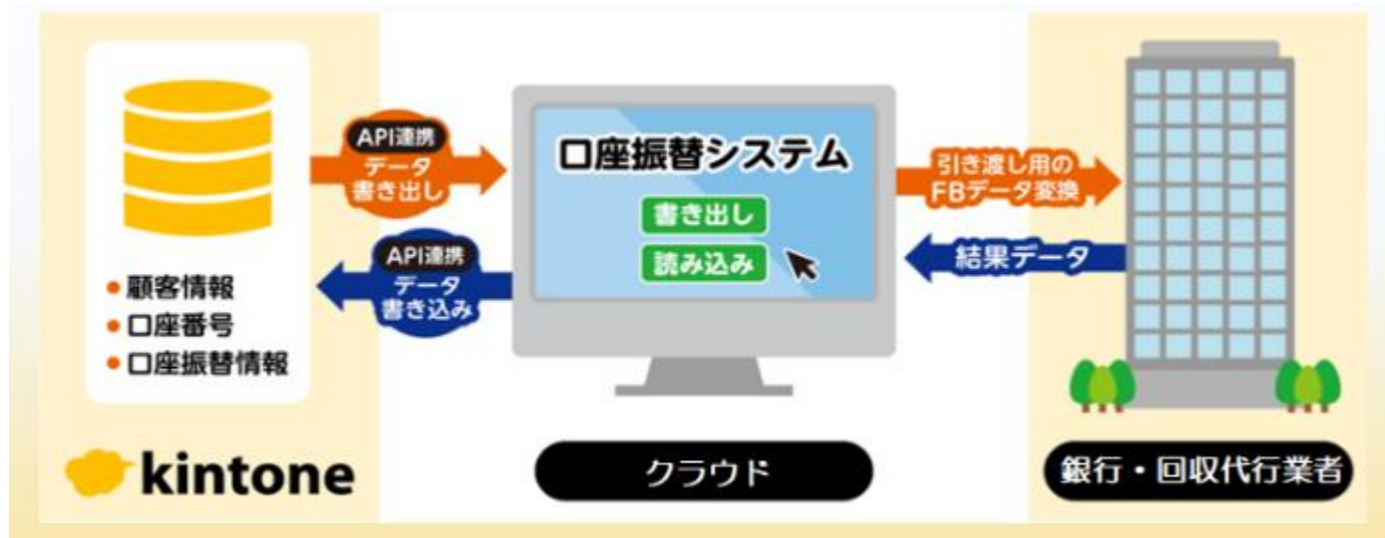 API連携
データ
書き出し
API連携
データ
書き込み
・顧客情報
・口座番号
・口座振替情報
kintone
口座振替システム
書き出し
読み込み
クラウド
引き渡し用の
FBデータ変換
結果データ
銀行・回収代行業者